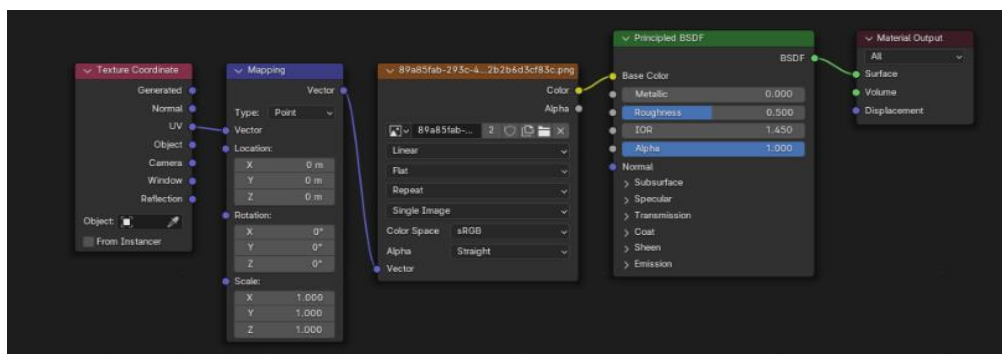 Texture Coordinate
Generated
Normal
UV
Object
Camera
Window
Reflection
Object:
From Instancer
Mapping
Vector
Type: Point
Vector
Location:
X 0 m
Y 0 m
Z 0 m
Rotation:
X 0°
Y 0°
Z 0°
Scale:
X 1.000
Y 1.000
Z 1.000
89a85fab-293c-4...2b2b6d3cf83c.png
Color
Alpha
89a85fab-... 2
Linear
Flat
Repeat
Single Image
Color Space sRGB
Alpha Straight
Vector
Principled BSDF
BSDF
Base Color
Metallic 0.000
Roughness 0.500
IOR 1.450
Alpha 1.000
Normal
Subsurface
Specular
Transmission
Coat
Sheen
Emission
Material Output
All
Surface
Volume
Displacement